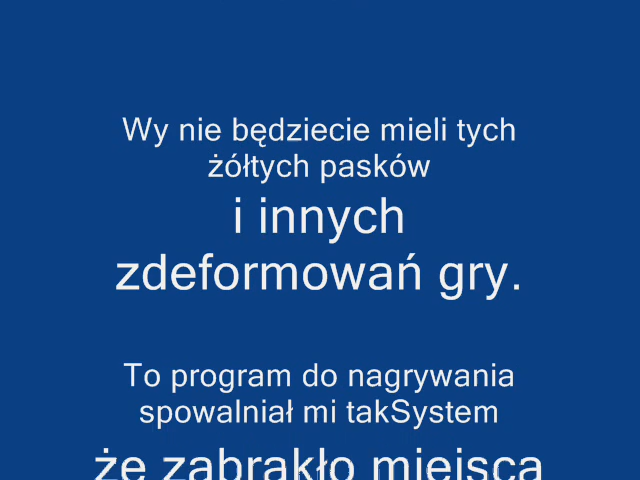 Wy nie będziecie mieli tych
żółtych pasków
i innych
zdeformowań gry.
To program do nagrywania
spowalniał mi takSystem
że zabrakło miejsca